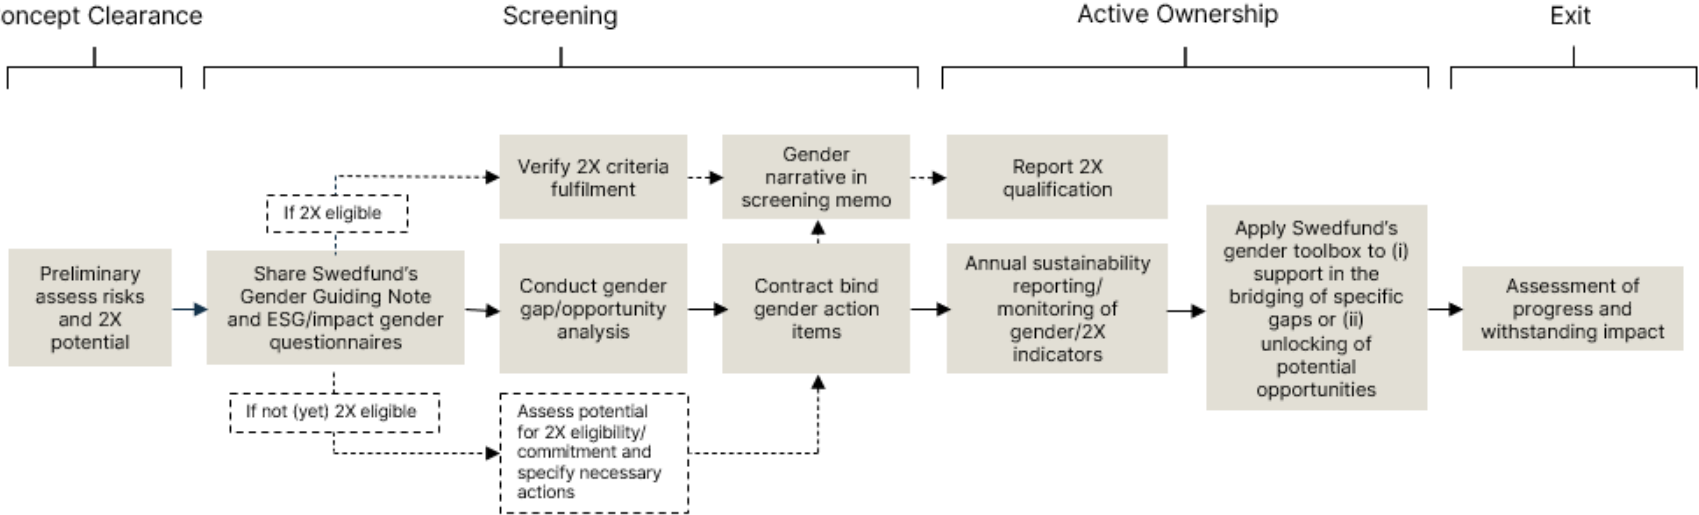 oncept Clearance
Screening
Active Ownership
Exit
Preliminary
assess risks
and 2X
potential
If 2X eligible
Share Swedfund's
Gender Guiding Note
and ESG/impact gender
questionnaires
If not (yet) 2X eligible
Verify 2X criteria
fulfilment
Conduct gender
gap/opportunity
analysis
Assess potential
for 2X eligibility/
commitment and
specify necessary
actions
Gender
narrative in
screening memo
Contract bind
gender action
items
Report 2X
qualification
Annual sustainability
reporting/
monitoring of
gender/2X
indicators
Apply Swedfund's
gender toolbox to (i)
support in the
bridging of specific
gaps or (ii)
unlocking of
potential
opportunities
Assessment of
progress and
withstanding impact